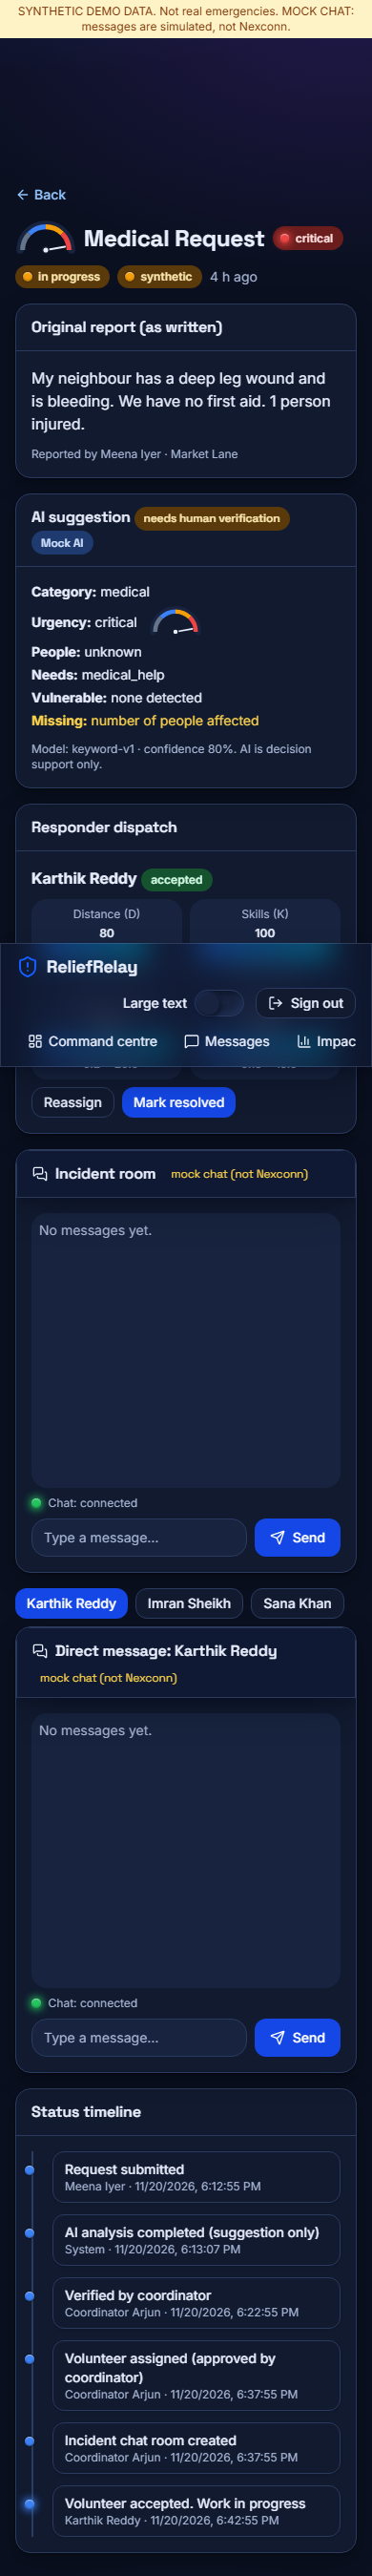 SYNTHETIC DEMO DATA. Not real emergencies. MOCK CHAT:
messages are simulated, not Nexconn.
← Back
Medical Request
critical
in progress
synthetic
4 h ago
Original report (as written)
My neighbour has a deep leg wound and
is bleeding. We have no first aid. 1 person
injured.
Reported by Meena Iyer · Market Lane
AI suggestion needs human verification
Mock AI
Category: medical
Urgency: critical
People: unknown
Needs: medical_help
Vulnerable: none detected
Missing: number of people affected
Model: keyword-v1 · confidence 80%. AI is decision
support only.
Responder dispatch
Karthik Reddy accepted
Distance (D)
80
Skills (K)
100
ReliefRelay
Large text
Sign out
Command centre
Messages
Impac
Reassign
Mark resolved
Incident room mock chat (not Nexconn)
No messages yet.
Chat: connected
Type a message...
Send
Karthik Reddy
Imran Sheikh
Sana Khan
Direct message: Karthik Reddy
mock chat (not Nexconn)
No messages yet.
Chat: connected
Type a message...
Send
Status timeline
Request submitted
Meena Iyer · 11/20/2026, 6:12:55 PM
AI analysis completed (suggestion only)
System · 11/20/2026, 6:13:07 PM
Verified by coordinator
Coordinator Arjun · 11/20/2026, 6:22:55 PM
Volunteer assigned (approved by
coordinator)
Coordinator Arjun · 11/20/2026, 6:37:55 PM
Incident chat room created
Coordinator Arjun · 11/20/2026, 6:37:55 PM
Volunteer accepted. Work in progress
Karthik Reddy · 11/20/2026, 6:42:55 PM